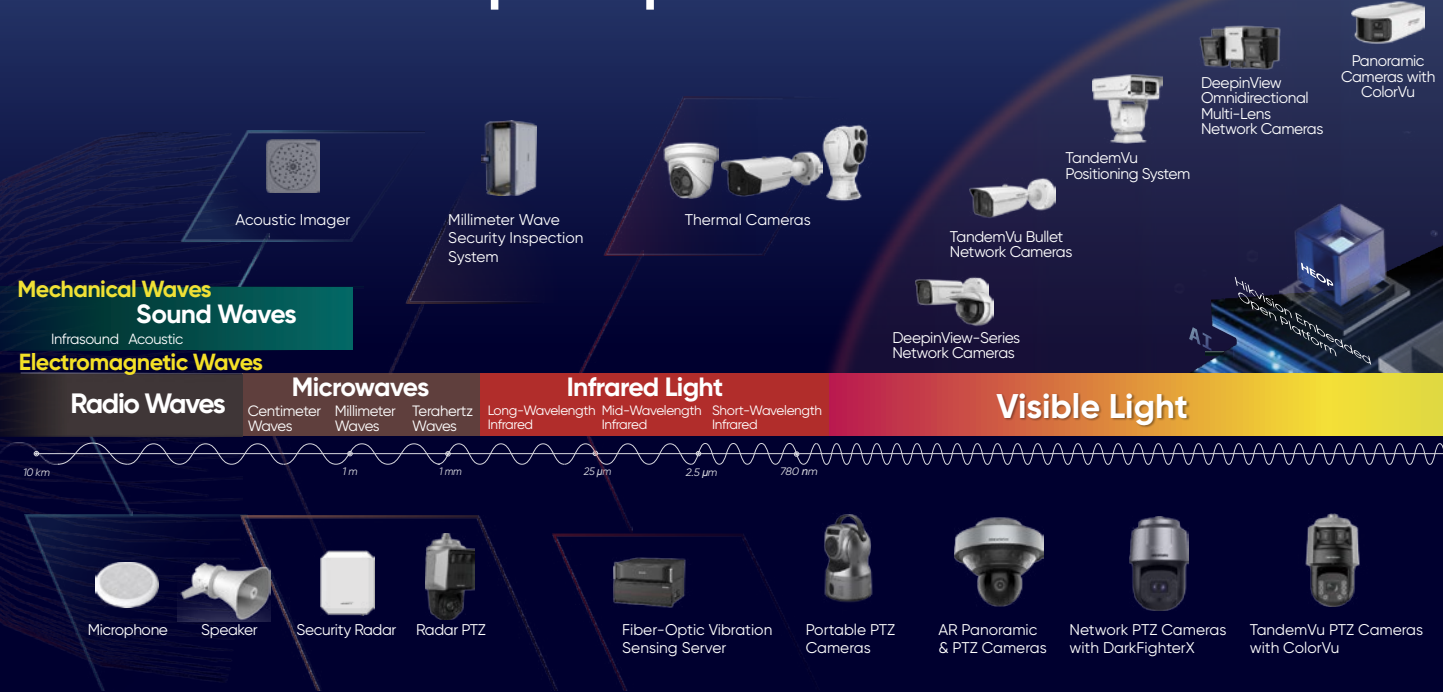 Panoramic
Cameras with
ColorVu
DeepinView
Omnidirectional
Multi-Lens
Network Cameras
TandemVu
Positioning System
Acoustic Imager
Millimeter Wave
Security Inspection
System
Thermal Cameras
TandemVu Bullet
Network Cameras
DeepinView-Series
Network Cameras
HEOP
Hikvision Embedded
Open Platform
AI
Mechanical Waves
Sound Waves
Infrasound Acoustic
Electromagnetic Waves
Radio Waves
Microwaves
Centimeter
Waves
Millimeter
Waves
Terahertz
Waves
Infrared Light
Long-Wavelength
Infrared
Mid-Wavelength
Infrared
Short-Wavelength
Infrared
Visible Light
10 km
1 m
1 mm
25 μm
2.5 μm
780 nm
Microphone
Speaker
Security Radar
Radar PTZ
Fiber-Optic Vibration
Sensing Server
Portable PTZ
Cameras
AR Panoramic
& PTZ Cameras
Network PTZ Cameras
with DarkFighterX
TandemVu PTZ Cameras
with ColorVu